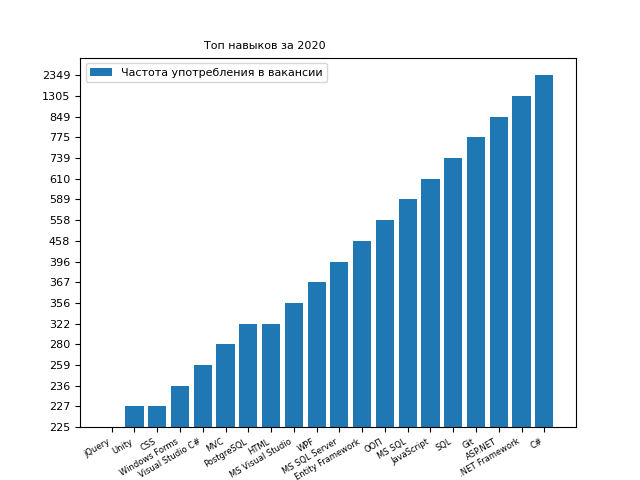 Топ навыков за 2020
Частота употребления в вакансии
2349
1305
849
775
739
610
589
558
458
396
367
356
322
280
259
236
227
225
jQuery
Unity
CSS
Windows Forms
Visual Studio C#
MVC
PostgreSQL
HTML
MS Visual Studio
WPF
MS SQL Server
Entity Framework
ООП
MS SQL
JavaScript
SQL
Git
ASP.NET
.NET Framework
C#